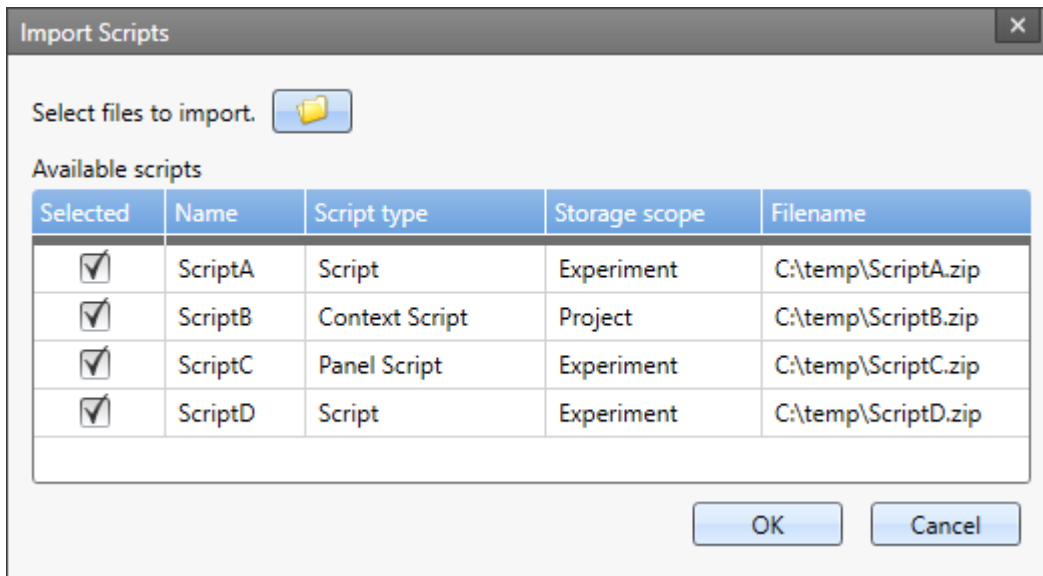 Import Scripts
Select files to import.
Available scripts
Selected Name Script type Storage scope Filename
ScriptA Script Experiment C:\temp\ScriptA.zip
ScriptB Context Script Project C:\temp\ScriptB.zip
ScriptC Panel Script Experiment C:\temp\ScriptC.zip
ScriptD Script Experiment C:\temp\ScriptD.zip
OK Cancel